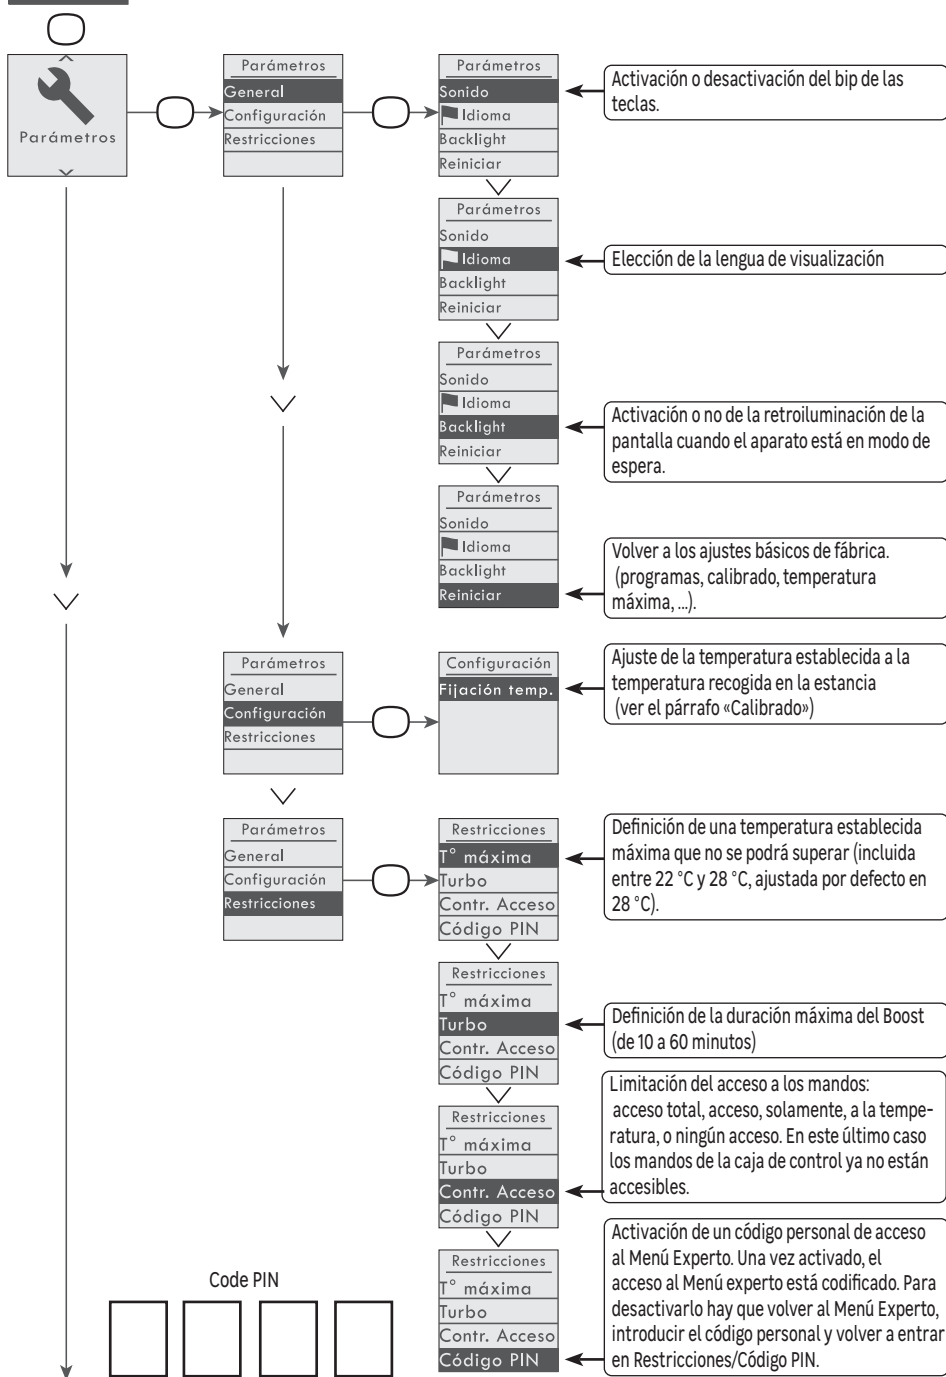 Parámetros
Parámetros
General
Configuración
Restricciones
Parámetros
Sonido
Idioma
Backlight
Reiniciar
Activación o desactivación del bip de las
teclas.
Parámetros
Sonido
Idioma
Backlight
Reiniciar
Elección de la lengua de visualización
Parámetros
Sonido
Idioma
Backlight
Reiniciar
Activación o no de la retroiluminación de la
pantalla cuando el aparato está en modo de
espera.
Parámetros
Sonido
Idioma
Backlight
Reiniciar
Volver a los ajustes básicos de fábrica.
(programas, calibrado, temperatura
máxima, ...).
Parámetros
General
Configuración
Restricciones
Configuración
Fijación temp.
Ajuste de la temperatura establecida a la
temperatura recogida en la estancia
(ver el párrafo «Calibrado»)
Parámetros
General
Configuración
Restricciones
Restricciones
T° máxima
Turbo
Contr. Acceso
Código PIN
Definición de una temperatura establecida
máxima que no se podrá superar (incluida
entre 22 °C y 28 °C, ajustada por defecto en
28 °C).
Restricciones
T° máxima
Turbo
Contr. Acceso
Código PIN
Definición de la duración máxima del Boost
(de 10 a 60 minutos)
Restricciones
T° máxima
Turbo
Contr. Acceso
Código PIN
Limitación del acceso a los mandos:
acceso total, acceso, solamente, a la tempe-
ratura, o ningún acceso. En este último caso
los mandos de la caja de control ya no están
accesibles.
Restricciones
T° máxima
Turbo
Contr. Acceso
Código PIN
Activación de un código personal de acceso
al Menú Experto. Una vez activado, el
acceso al Menú experto está codificado. Para
desactivarlo hay que volver al Menú Experto,
introducir el código personal y volver a entrar
en Restricciones/Código PIN.
Code PIN